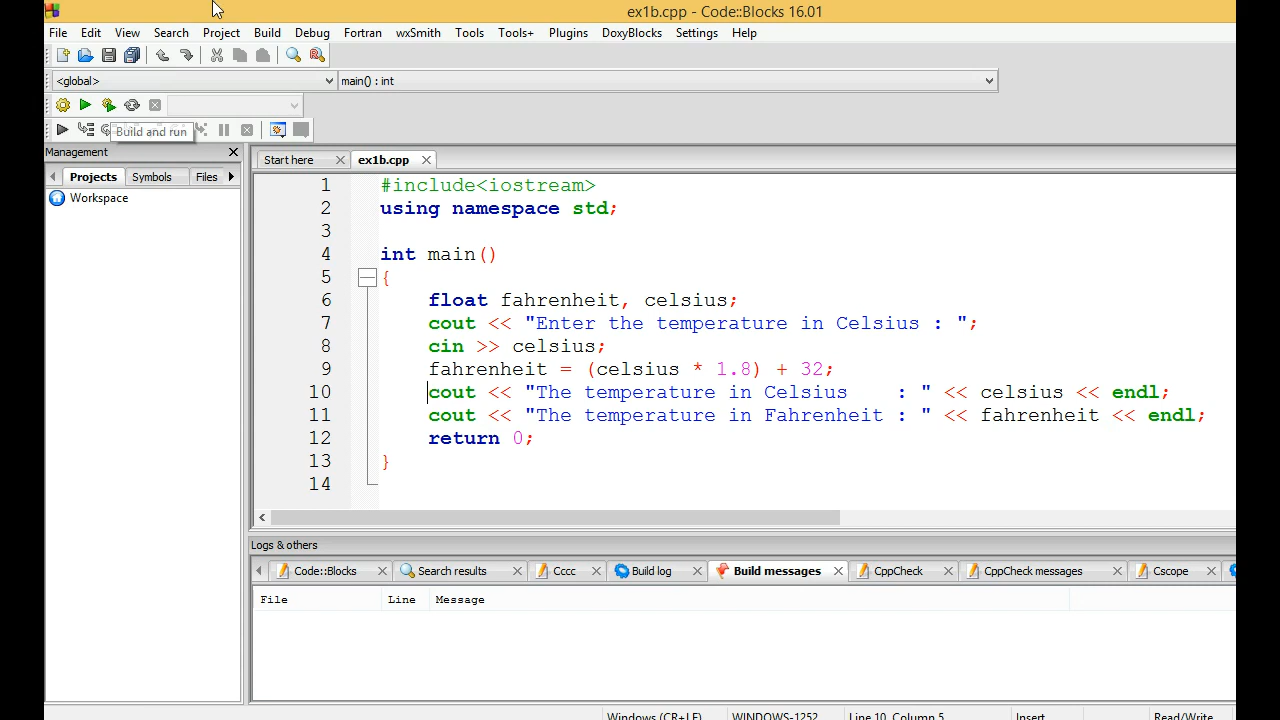 ex1b.cpp - Code::Blocks 16.01
File Edit View Search Project Build Debug Fortran wxSmith Tools Tools+ Plugins DoxyBlocks Settings Help
<global> main() : int
Build and run
Management
Projects Symbols Files
Workspace
Start here ex1b.cpp
1 #include<iostream>
2 using namespace std;
3
4 int main()
5 {
6 float fahrenheit, celsius;
7 cout << "Enter the temperature in Celsius : ";
8 cin >> celsius;
9 fahrenheit = (celsius * 1.8) + 32;
10 cout << "The temperature in Celsius    : " << celsius << endl;
11 cout << "The temperature in Fahrenheit : " << fahrenheit << endl;
12 return 0;
13 }
14
Logs & others
Code::Blocks Search results Cccc Build log Build messages CppCheck CppCheck messages Cscope
File Line Message
Windows (CR+LF) WINDOWS-1252 Line 10, Column 5 Insert Read/Write